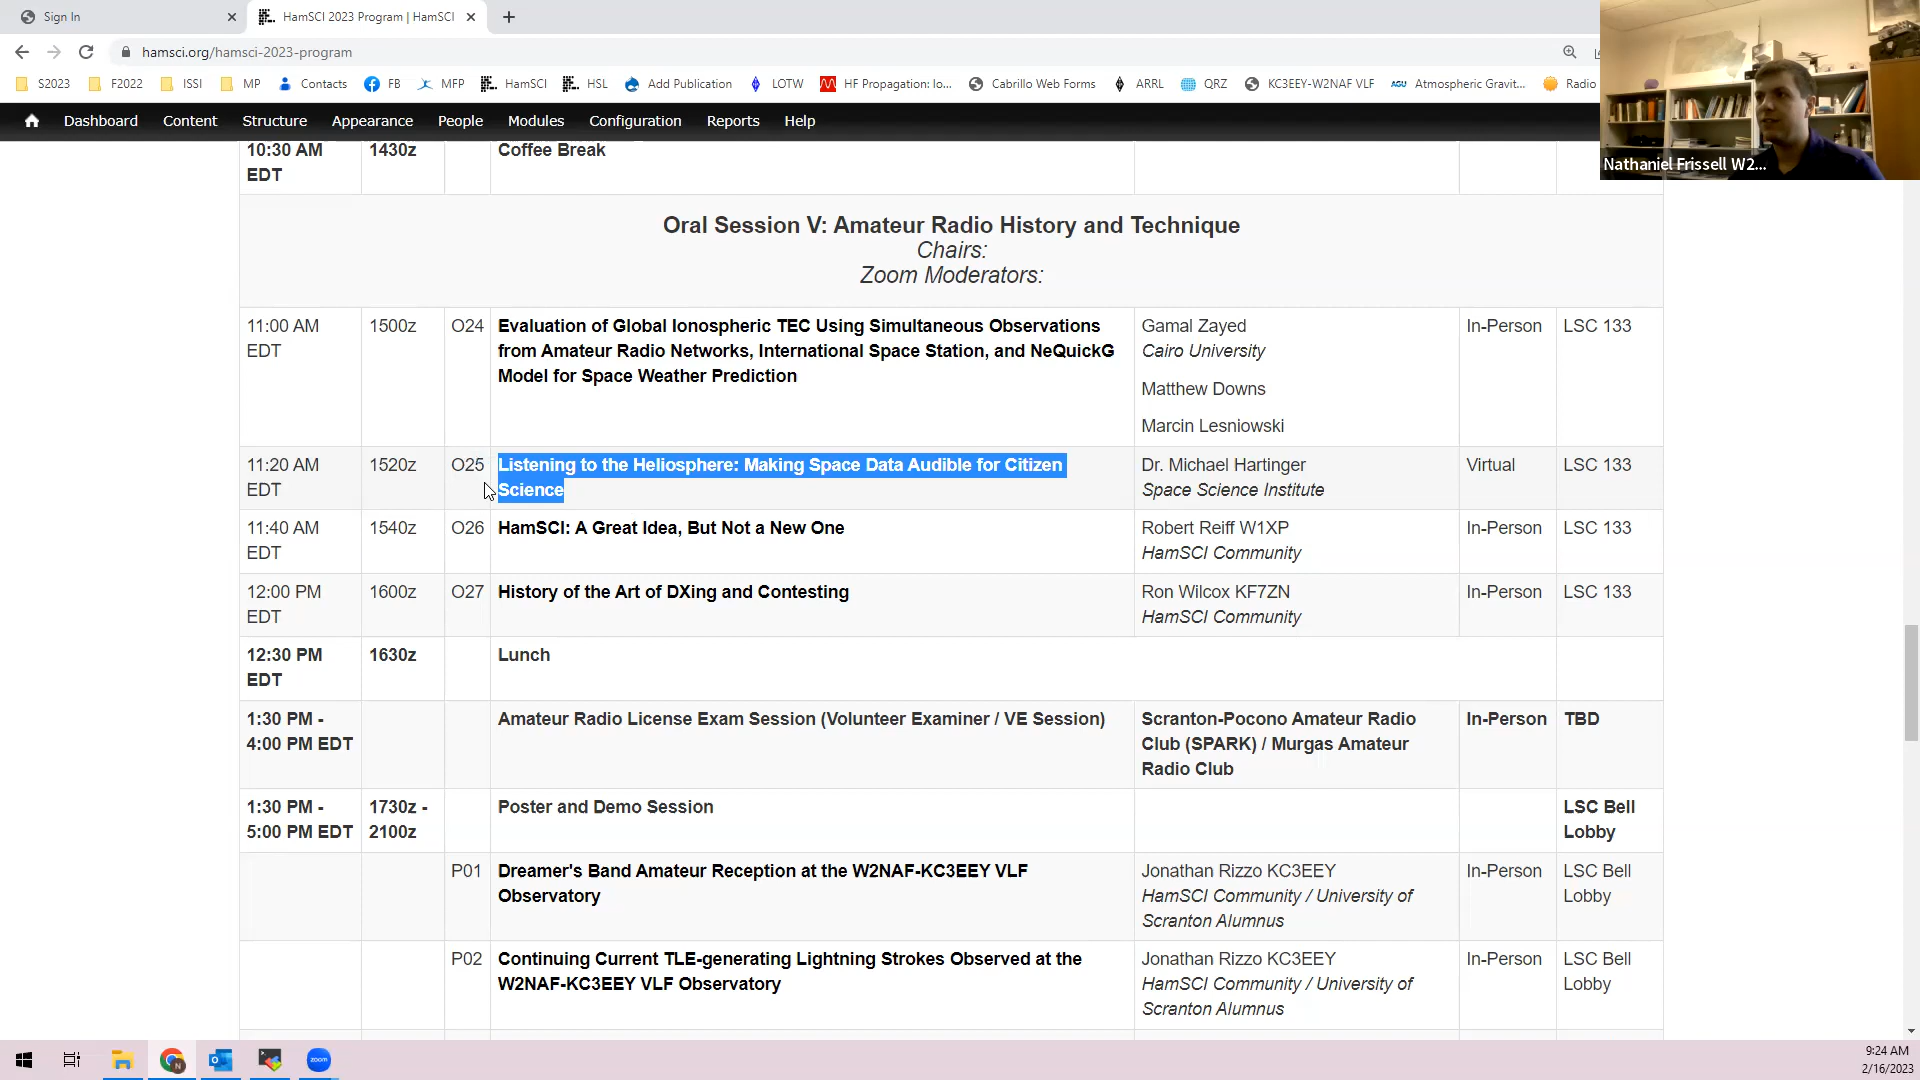 Sign In
HamSCI 2023 Program | HamSCI
hamsci.org/hamsci-2023-program
S2023 F2022 ISSI MP Contacts FB MFP HamSCI HSL Add Publication LOTW HF Propagation: Io... Cabrillo Web Forms ARRL QRZ KC3EEY-W2NAF VLF AGU Atmospheric Gravit... Radio
Dashboard Content Structure Appearance People Modules Configuration Reports Help
Nathaniel Frissell W2...
10:30 AM 1430z Coffee Break
EDT
Oral Session V: Amateur Radio History and Technique
Chairs:
Zoom Moderators:
11:00 AM 1500z O24 Evaluation of Global Ionospheric TEC Using Simultaneous Observations Gamal Zayed In-Person LSC 133
EDT from Amateur Radio Networks, International Space Station, and NeQuickG Cairo University
Model for Space Weather Prediction
Matthew Downs
Marcin Lesniowski
11:20 AM 1520z O25 Listening to the Heliosphere: Making Space Data Audible for Citizen Dr. Michael Hartinger Virtual LSC 133
EDT Science Space Science Institute
11:40 AM 1540z O26 HamSCI: A Great Idea, But Not a New One Robert Reiff W1XP In-Person LSC 133
EDT HamSCI Community
12:00 PM 1600z O27 History of the Art of DXing and Contesting Ron Wilcox KF7ZN In-Person LSC 133
EDT HamSCI Community
12:30 PM 1630z Lunch
EDT
1:30 PM - Amateur Radio License Exam Session (Volunteer Examiner / VE Session) Scranton-Pocono Amateur Radio In-Person TBD
4:00 PM EDT Club (SPARK) / Murgas Amateur
Radio Club
1:30 PM - 1730z - Poster and Demo Session LSC Bell
5:00 PM EDT 2100z Lobby
P01 Dreamer's Band Amateur Reception at the W2NAF-KC3EEY VLF Jonathan Rizzo KC3EEY In-Person LSC Bell
Observatory HamSCI Community / University of Lobby
Scranton Alumnus
P02 Continuing Current TLE-generating Lightning Strokes Observed at the Jonathan Rizzo KC3EEY In-Person LSC Bell
W2NAF-KC3EEY VLF Observatory HamSCI Community / University of Lobby
Scranton Alumnus
zoom
9:24 AM
2/16/2023